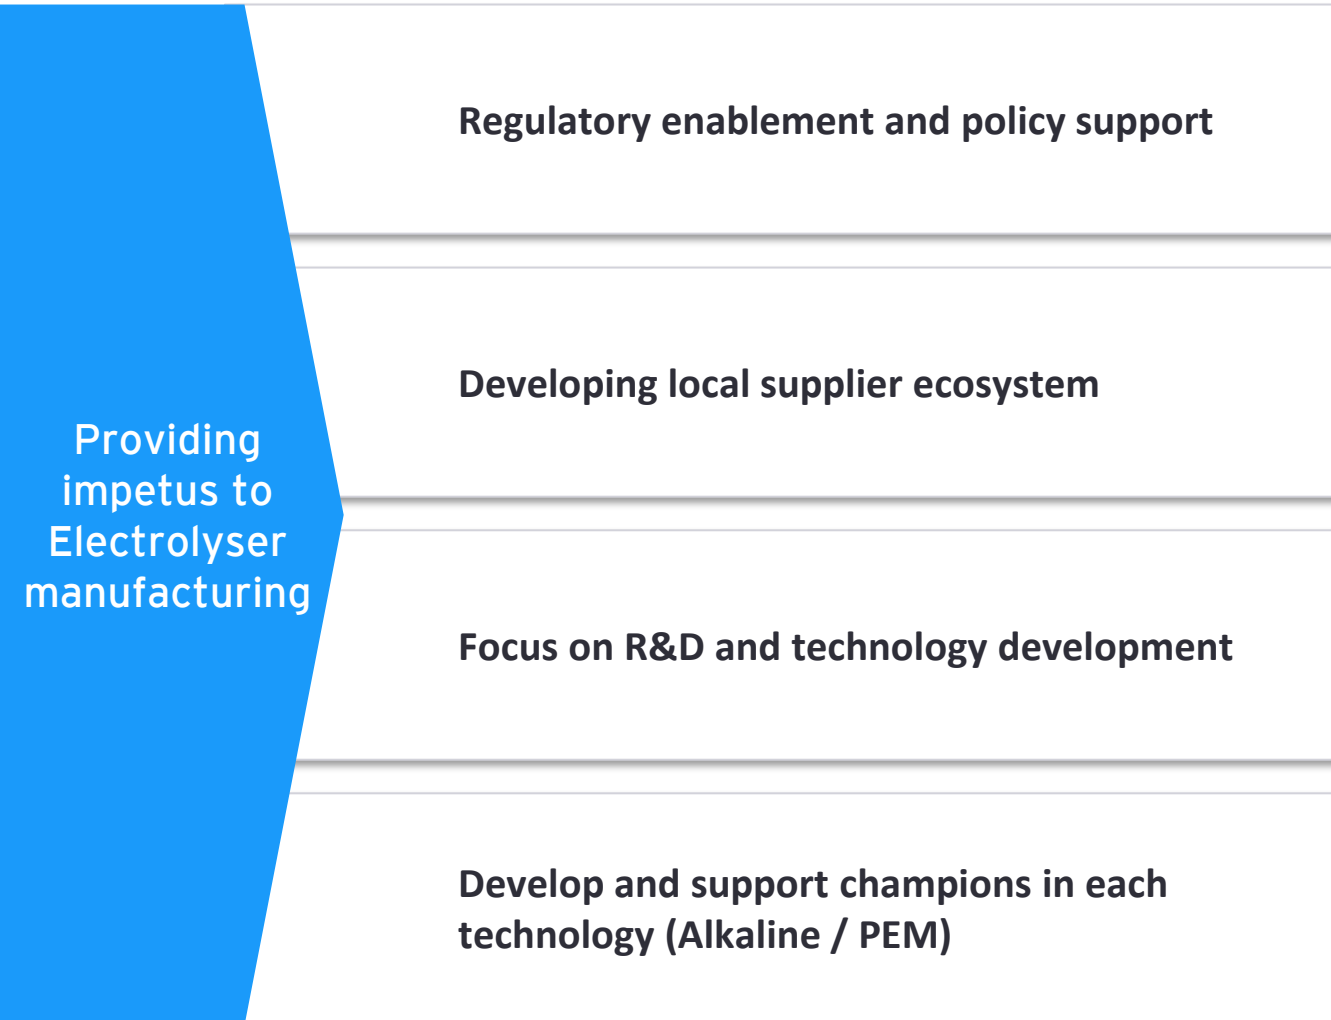 Providing
impetus to
Electrolyser
manufacturing
Regulatory enablement and policy support
Developing local supplier ecosystem
Focus on R&D and technology development
Develop and support champions in each
technology (Alkaline / PEM)